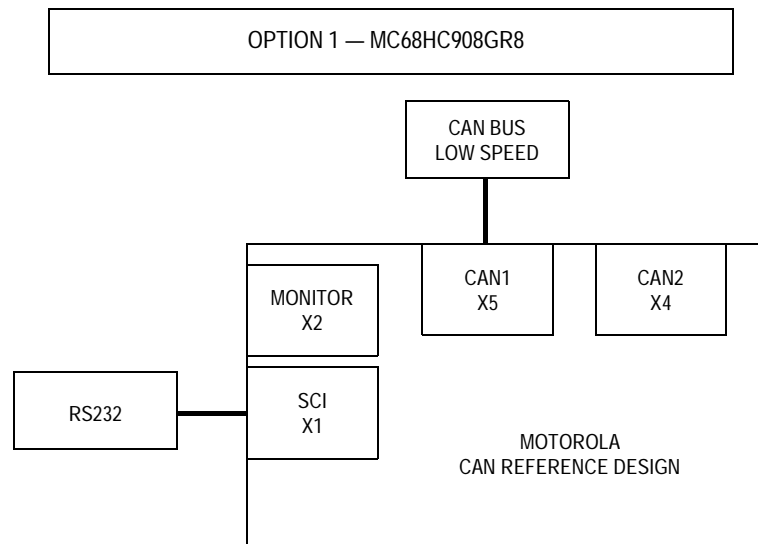 OPTION 1 — MC68HC908GR8
CAN BUS
LOW SPEED
CAN1
X5
CAN2
X4
MONITOR
X2
SCI
X1
RS232
MOTOROLA
CAN REFERENCE DESIGN